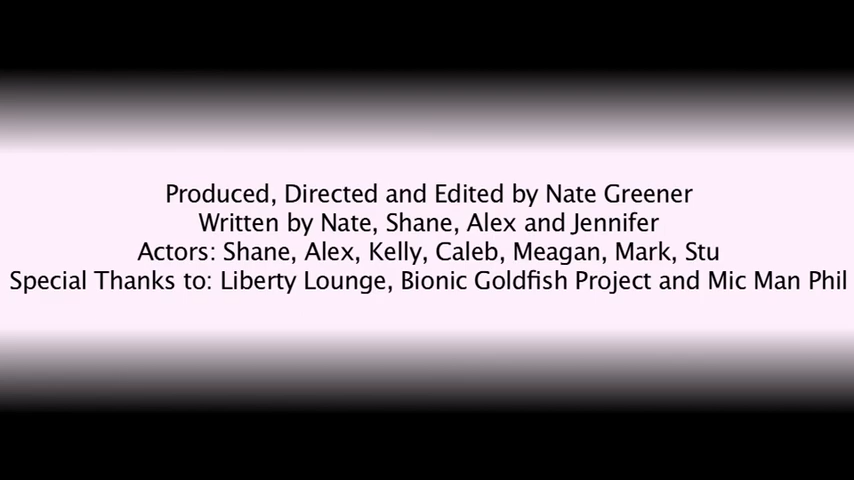 Produced, Directed and Edited by Nate Greener
Written by Nate, Shane, Alex and Jennifer
Actors: Shane, Alex, Kelly, Caleb, Meagan, Mark, Stu
Special Thanks to: Liberty Lounge, Bionic Goldfish Project and Mic Man Phil